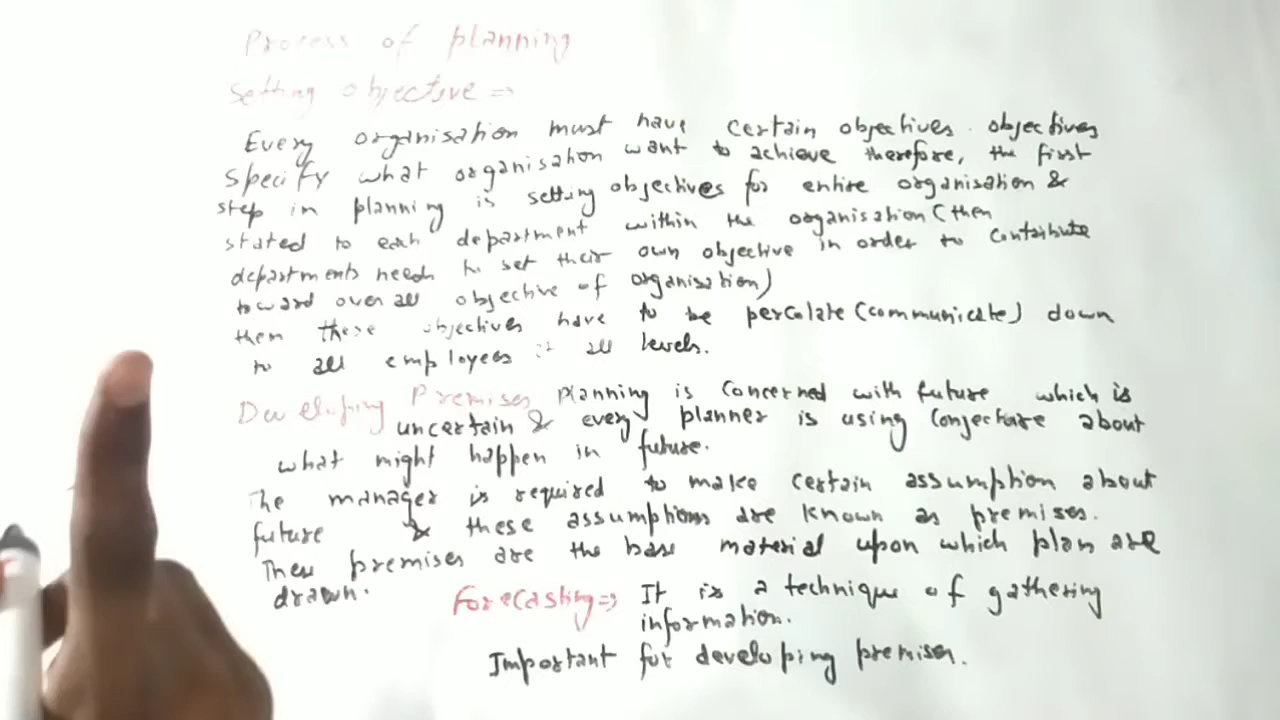 Process of planning
Setting objective ⇒
Every organisation must have certain objectives. objectives
specify what organisation want to achieve therefore, the first
step in planning is setting objectives for entire organisation &
stated to each department within the organisation (then
departments need to set their own objective in order to contribute
toward over all objective of organisation)
them these objectives have to be percolate (communicate) down
to all employees at all levels.
Developing Premises planning is concerned with future which is
uncertain & every planner is using conjecture about
what might happen in future.
The manager is required to make certain assumption about
future & these assumptions are known as premises.
These premises are the base material upon which plan are
drawn.
Forecasting ⇒ It is a technique of gathering
information.
Important for developing premises.